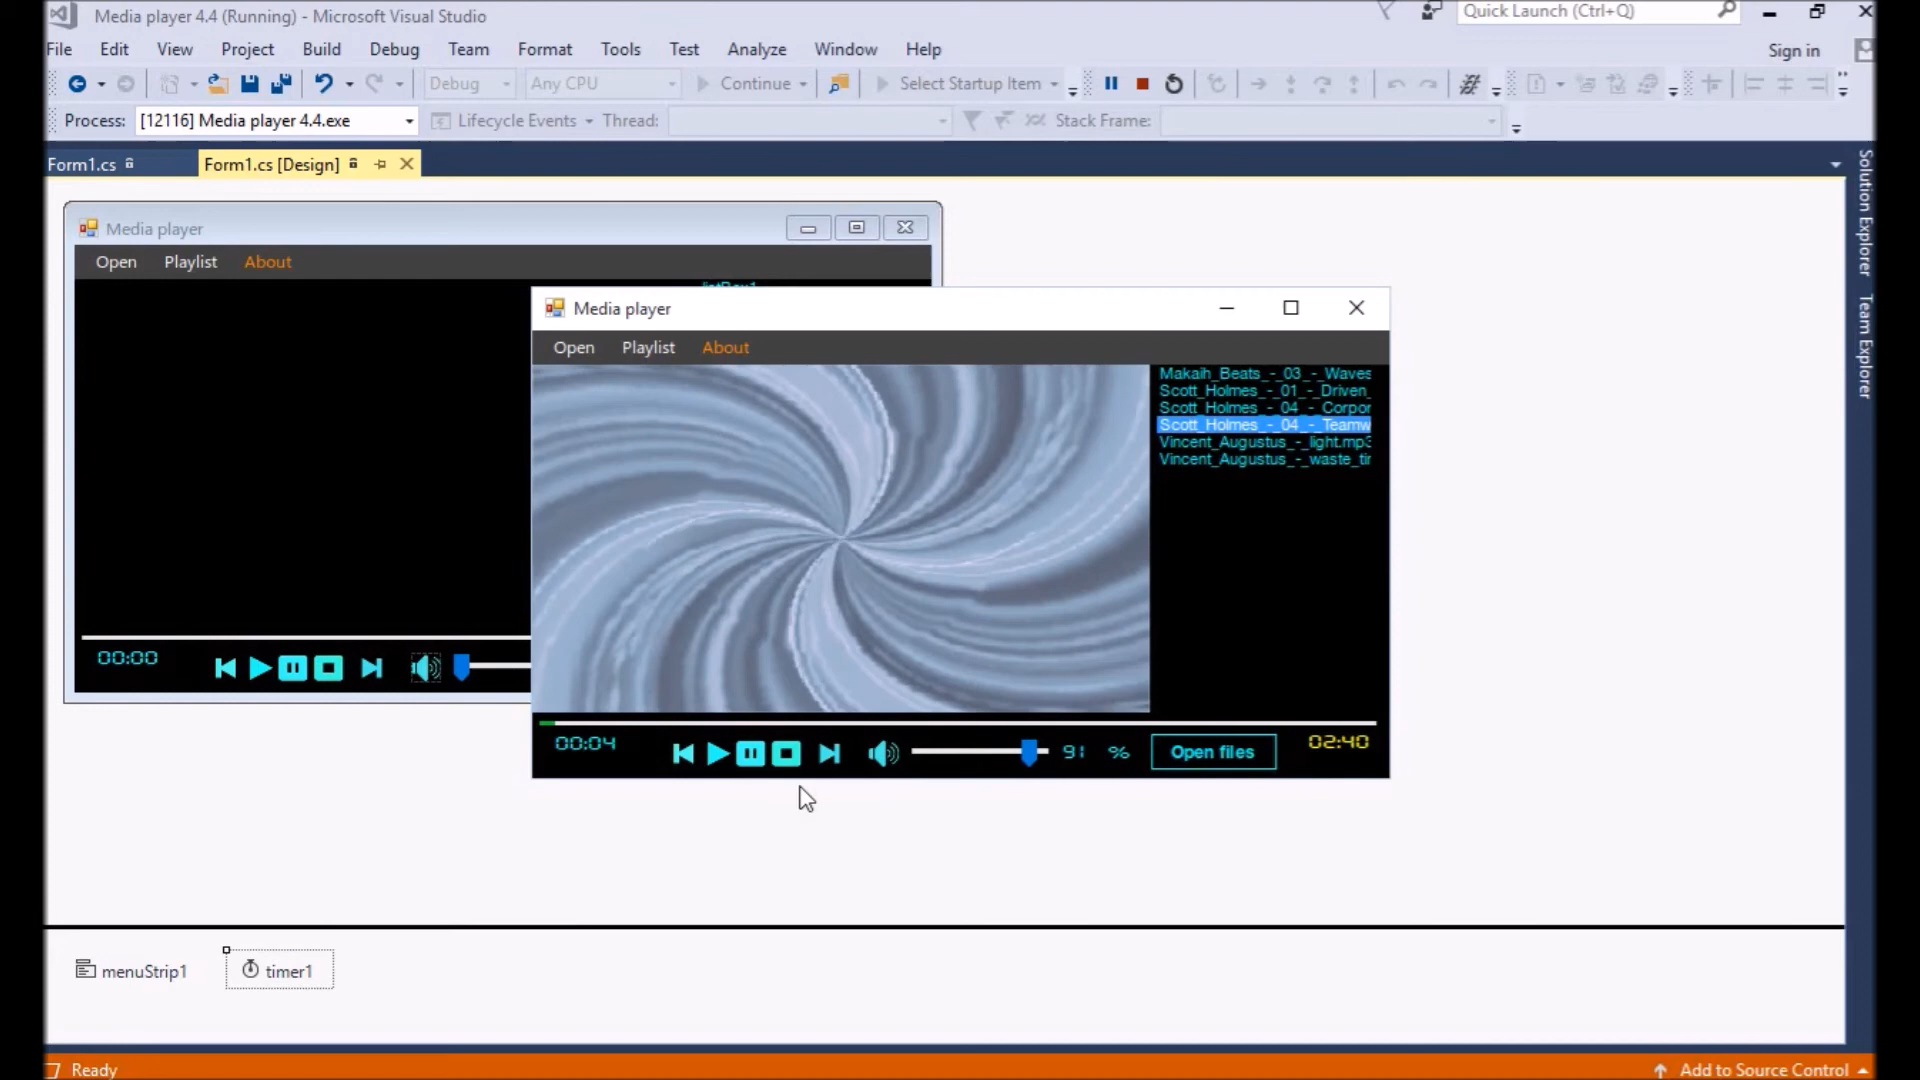 Media player 4.4 (Running) - Microsoft Visual Studio
Quick Launch (Ctrl+Q)
File Edit View Project Build Debug Team Format Tools Test Analyze Window Help
Sign in
Debug Any CPU Continue Select Startup Item
Process: [12116] Media player 4.4.exe Lifecycle Events Thread: Stack Frame:
Form1.cs Form1.cs [Design]
Solution Explorer
Team Explorer
Media player
Open Playlist About
00:00
Media player
Open Playlist About
Makaih_Beats_-_03_-_Waves
Scott_Holmes_-_01_-_Driven_
Scott_Holmes_-_04_-_Corpor
Scott_Holmes_-_04_-_Teamw
Vincent_Augustus_-_light.mp3
Vincent_Augustus_-_waste_tir
00:04 91 % Open files 02:40
menuStrip1 timer1
Ready Add to Source Control